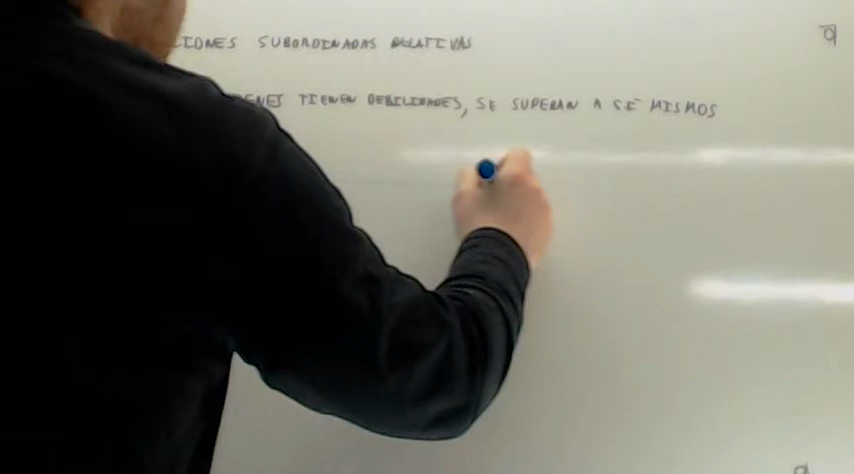 CIONES SUBORDINADAS RELATIVAS
ENES TIENEN DEBILIDADES, SE SUPERAN A SÍ MISMOS